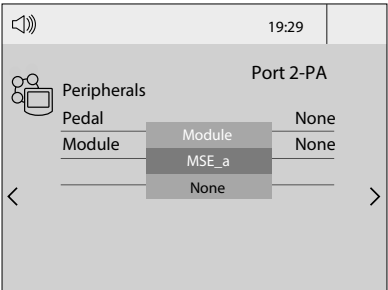 19:29
Port 2-PA
Peripherals
Pedal None
Module None
Module
MSE_a
None